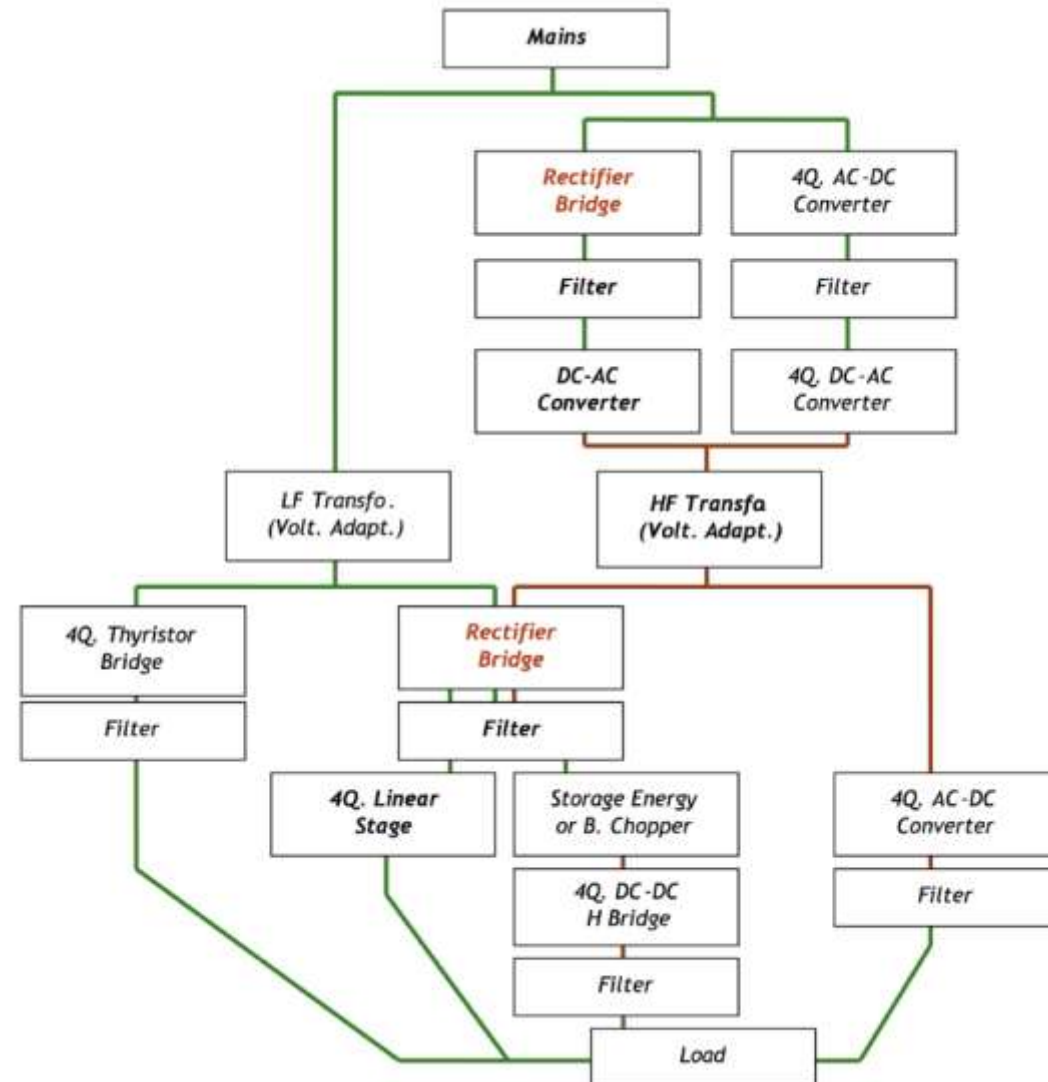 Mains
Rectifier
Bridge
4Q, AC-DC
Converter
Filter
Filter
DC-AC
Converter
4Q, DC-AC
Converter
LF Transfo.
(Volt. Adapt.)
HF Transfa
(Volt. Adapt.)
4Q, Thyristor
Bridge
Rectifier
Bridge
Filter
Filter
4Q. Linear
Stage
Storage Energy
or B. Chopper
4Q, AC-DC
Converter
4Q, DC-DC
H Bridge
Filter
Filter
Load